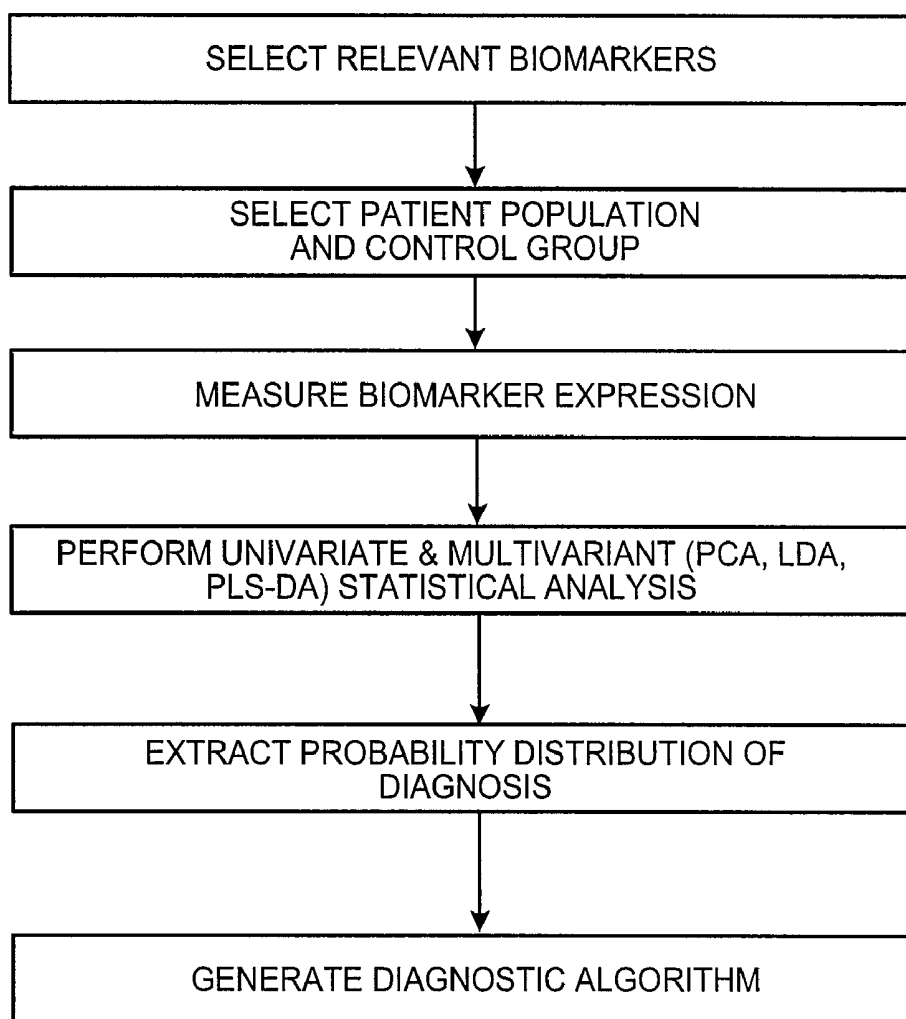 SELECT RELEVANT BIOMARKERS
SELECT PATIENT POPULATION
AND CONTROL GROUP
MEASURE BIOMARKER EXPRESSION
PERFORM UNIVARIATE & MULTIVARIANT (PCA, LDA,
PLS-DA) STATISTICAL ANALYSIS
EXTRACT PROBABILITY DISTRIBUTION OF
DIAGNOSIS
GENERATE DIAGNOSTIC ALGORITHM